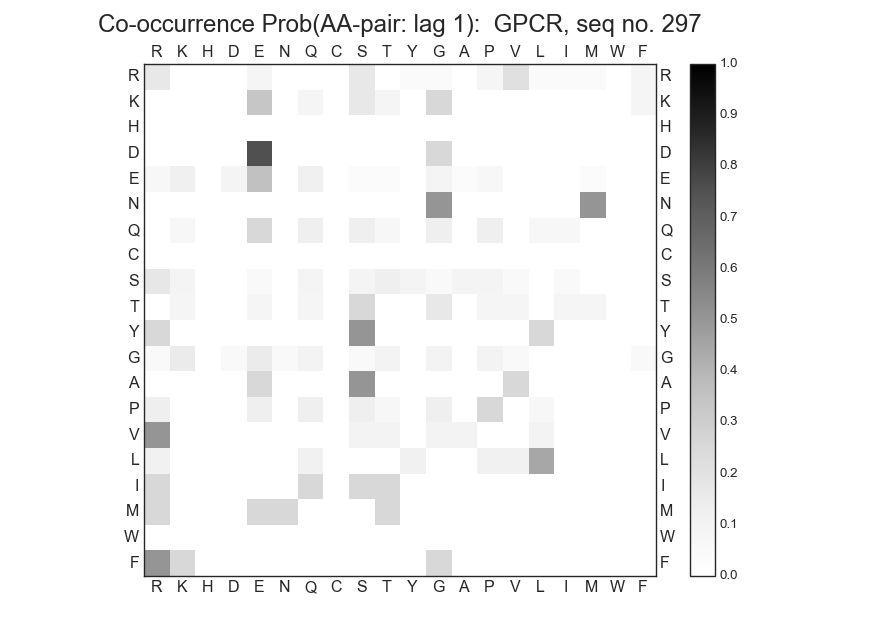 Co-occurrence Prob(AA-pair: lag 1):  GPCR, seq no. 297
R K H D E N Q C S T Y G A P V L I M W F
R R 1.0
K K 0.9
H H
D D 0.8
E E
N N 0.7
Q Q
C C 0.6
S S
T T 0.5
Y Y
G G 0.4
A A
P P 0.3
V V
L L 0.2
I I
M M 0.1
W W
F F 0.0
R K H D E N Q C S T Y G A P V L I M W F